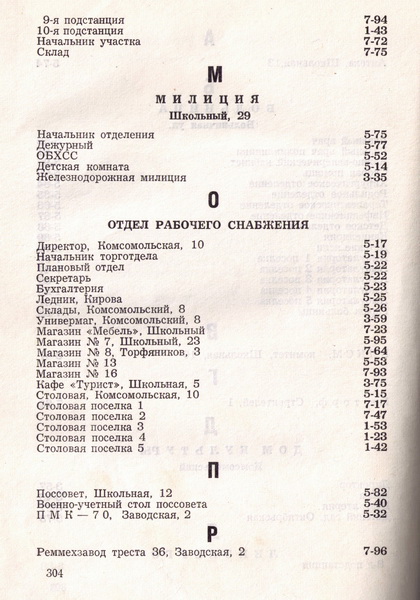 9-я подстанция 7-94
10-я подстанция 1-43
Начальник участка 7-72
Склад 7-75
М
МИЛИЦИЯ
Школьный, 29
Начальник отделения 5-75
Дежурный 5-77
ОБХСС 5-52
Детская комната 5-14
Железнодорожная милиция 3-35
О
ОТДЕЛ РАБОЧЕГО СНАБЖЕНИЯ
Директор, Комсомольская, 10 5-17
Начальник торготдела 5-19
Плановый отдел 5-22
Секретарь 5-22
Бухгалтерия 5-23
Ледник, Кирова 5-25
Склады, Комсомольский, 8 5-26
Универмаг, Комсомольский, 8 3-59
Магазин «Мебель», Школьный 7-23
Магазин № 7, Школьный, 23 5-95
Магазин № 8, Торфяников, 3 7-64
Магазин № 13 5-53
Магазин № 16 7-93
Кафе «Турист», Школьная, 5 3-75
Столовая, Комсомольская, 10 5-15
Столовая поселка 1 7-17
Столовая поселка 2 7-47
Столовая поселка 3 1-53
Столовая поселка 4 1-23
Столовая поселка 5 1-42
П
Поссовет, Школьная, 12 5-82
Военно-учетный стол поссовета 5-40
ПМК—70, Заводская, 2 5-32
Р
Реммехзавод треста 36, Заводская, 2 7-96
304